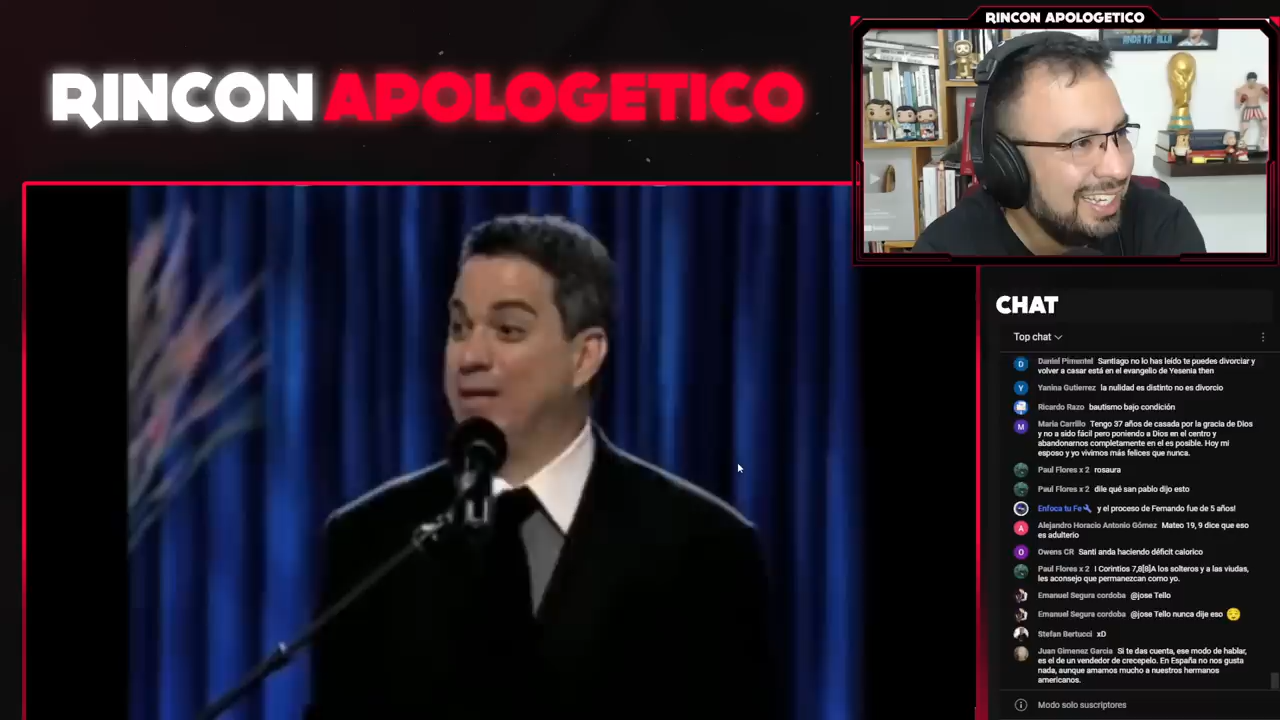 RINCON APOLOGETICO
RINCON APOLOGETICO
ANDA PA' ALLA
CHAT
Top chat
Daniel Pimentel Santiago no lo has leído te puedes divorciar y
volver a casar está en el evangelio de Yesenia then
Yanina Gutierrez la nulidad es distinto no es divorcio
Ricardo Razo bautismo bajo condición
Maria Carrillo Tengo 37 años de casada por la gracia de Dios
y no a sido fácil pero poniendo a Dios en el centro y
abandonarnos completamente en el es posible. Hoy mi
esposo y yo vivimos más felices que nunca.
Paul Flores x 2 rosaura
Paul Flores x 2 dile qué san pablo dijo esto
Enfoca tu Fe y el proceso de Fernando fue de 5 años!
Alejandro Horacio Antonio Gómez Mateo 19, 9 dice que eso
es adulterio
Owens CR Santi anda haciendo déficit calorico
Paul Flores x 2 I Corintios 7,8[8]A los solteros y a las viudas,
les aconsejo que permanezcan como yo.
Emanuel Segura cordoba @jose Tello
Emanuel Segura cordoba @jose Tello nunca dije eso
Stefan Bertucci xD
Juan Gimenez Garcia Si te das cuenta, ese modo de hablar,
es el de un vendedor de crecepelo. En España no nos gusta
nada, aunque amamos mucho a nuestros hermanos
americanos.
Modo solo suscriptores